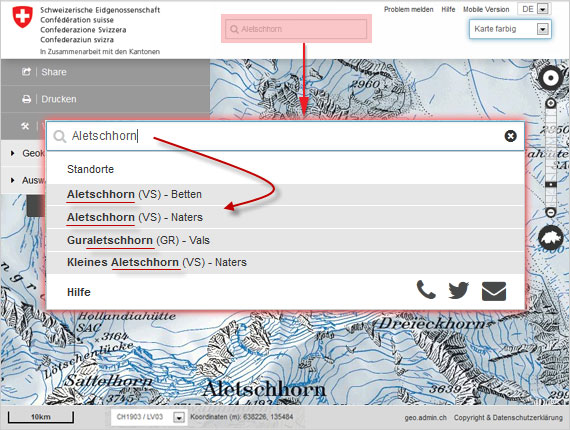 Schweizerische Eidgenossenschaft
Confédération suisse
Confederazione Svizzera
Confederaziun svizra
In Zusammenarbeit mit den Kantonen
Problem melden Hilfe Mobile Version DE
Aletschhorn
Karte farbig
Share
Drucken
2960
Geok
Ausw
Aletschhorn
Standorte
Aletschhorn (VS) - Betten
Aletschhorn (VS) - Naters
Guraletschhorn (GR) - Vals
Kleines Aletschhorn (VS) - Naters
Hilfe
Hollandiahütte
SAC
3164
Lötschenlücke
Sattelhorn
Dreieckhorn
Aletschhorn
10km
CH1903 / LV03
Koordinaten (m): 638226, 135484
geo.admin.ch Copyright & Datenschutzerklärung